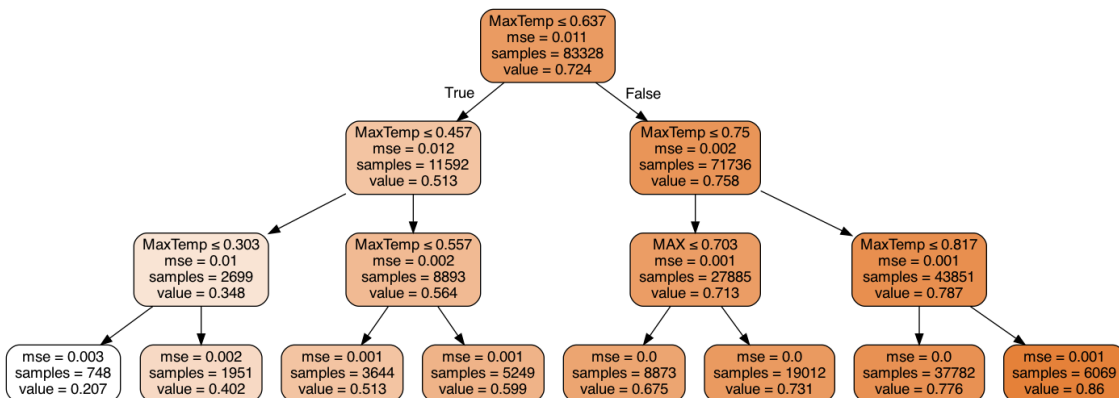 MaxTemp ≤ 0.637
mse = 0.011
samples = 83328
value = 0.724
True
False
MaxTemp ≤ 0.457
mse = 0.012
samples = 11592
value = 0.513
MaxTemp ≤ 0.75
mse = 0.002
samples = 71736
value = 0.758
MaxTemp ≤ 0.303
mse = 0.01
samples = 2699
value = 0.348
MaxTemp ≤ 0.557
mse = 0.002
samples = 8893
value = 0.564
MAX ≤ 0.703
mse = 0.001
samples = 27885
value = 0.713
MaxTemp ≤ 0.817
mse = 0.001
samples = 43851
value = 0.787
mse = 0.003
samples = 748
value = 0.207
mse = 0.002
samples = 1951
value = 0.402
mse = 0.001
samples = 3644
value = 0.513
mse = 0.001
samples = 5249
value = 0.599
mse = 0.0
samples = 8873
value = 0.675
mse = 0.0
samples = 19012
value = 0.731
mse = 0.0
samples = 37782
value = 0.776
mse = 0.001
samples = 6069
value = 0.86